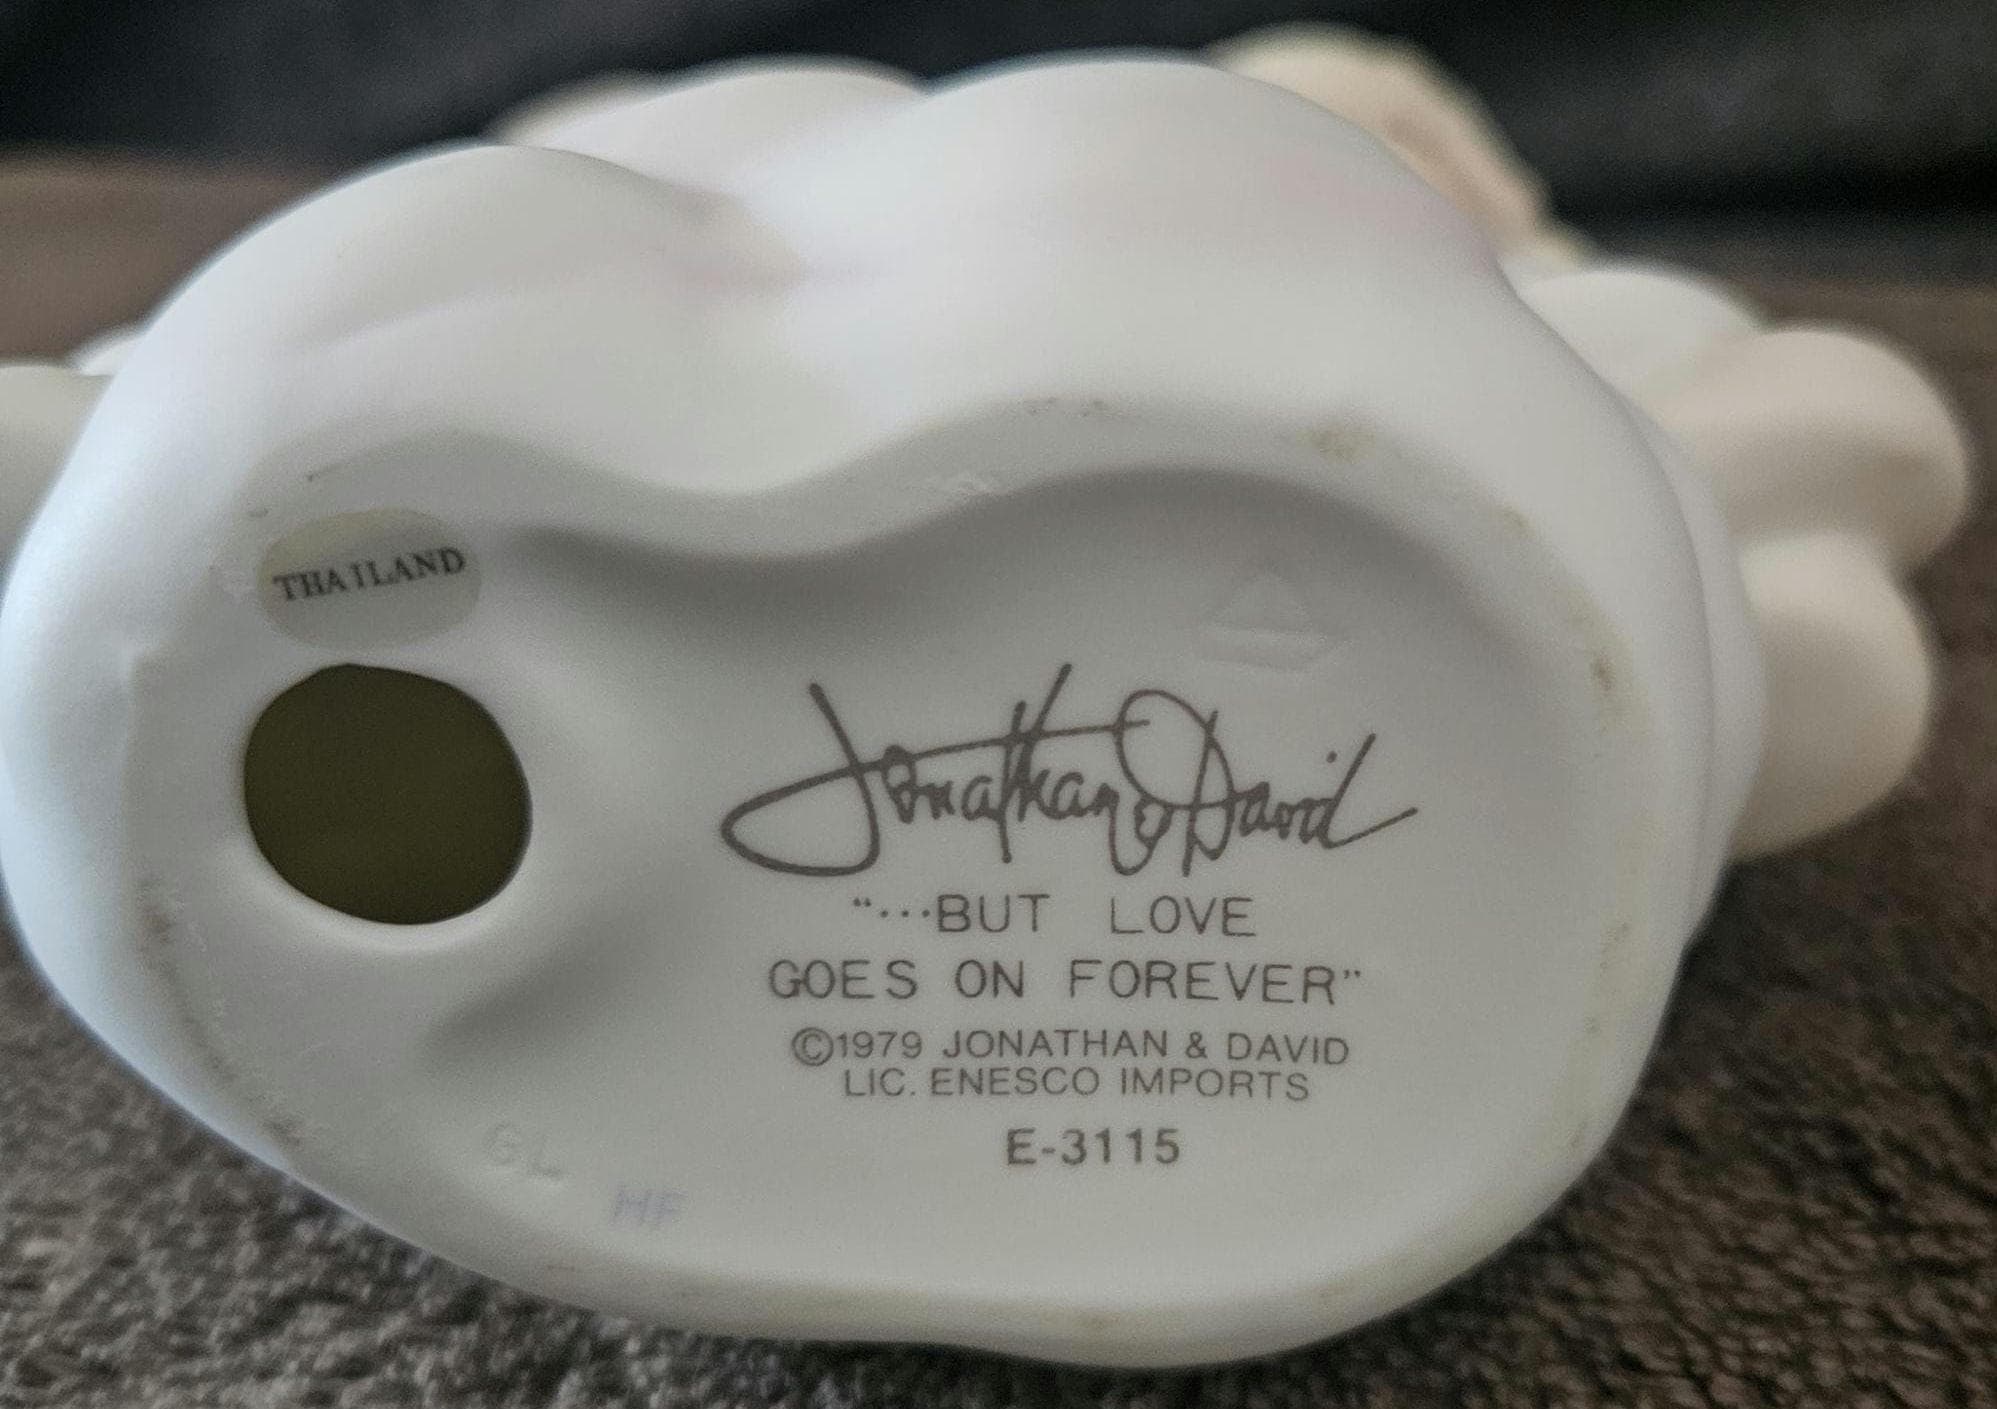 THAILAND
Jonathan & David
"...BUT LOVE
GOES ON FOREVER"
©1979 JONATHAN & DAVID
LIC. ENESCO IMPORTS
E-3115
GL
HF